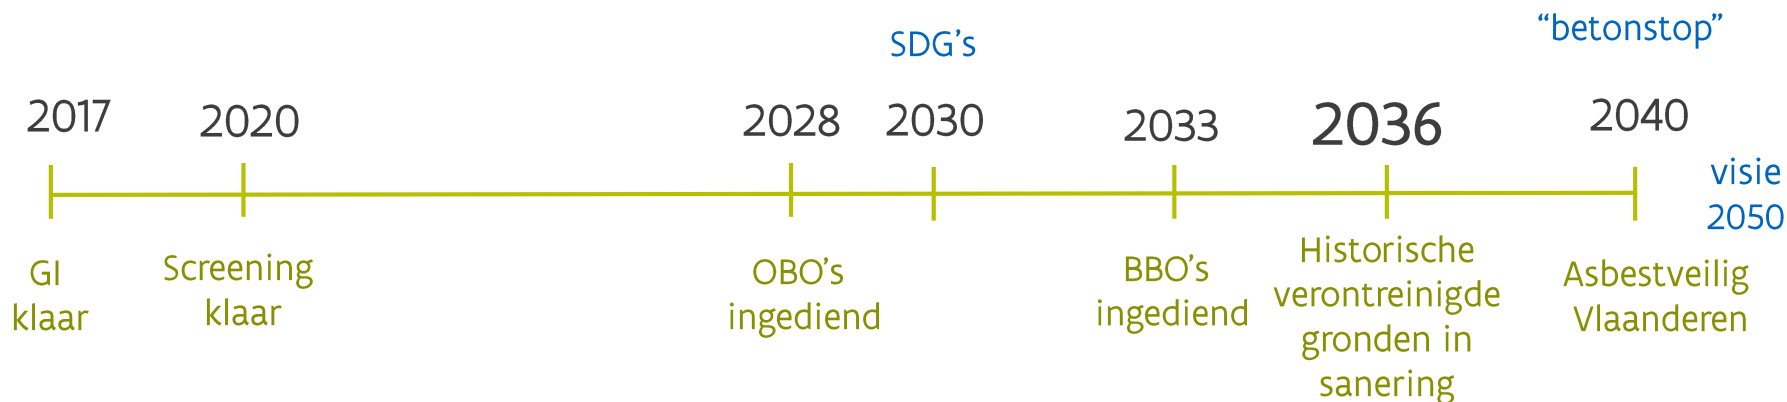 SDG’s
“betonstop”
2017
2020
2028
2030
2033
2036
2040
visie
2050
GI
klaar
Screening
klaar
OBO’s
ingediend
BBO’s
ingediend
Historische
verontreinigde
gronden in
sanering
Asbestveilig
Vlaanderen